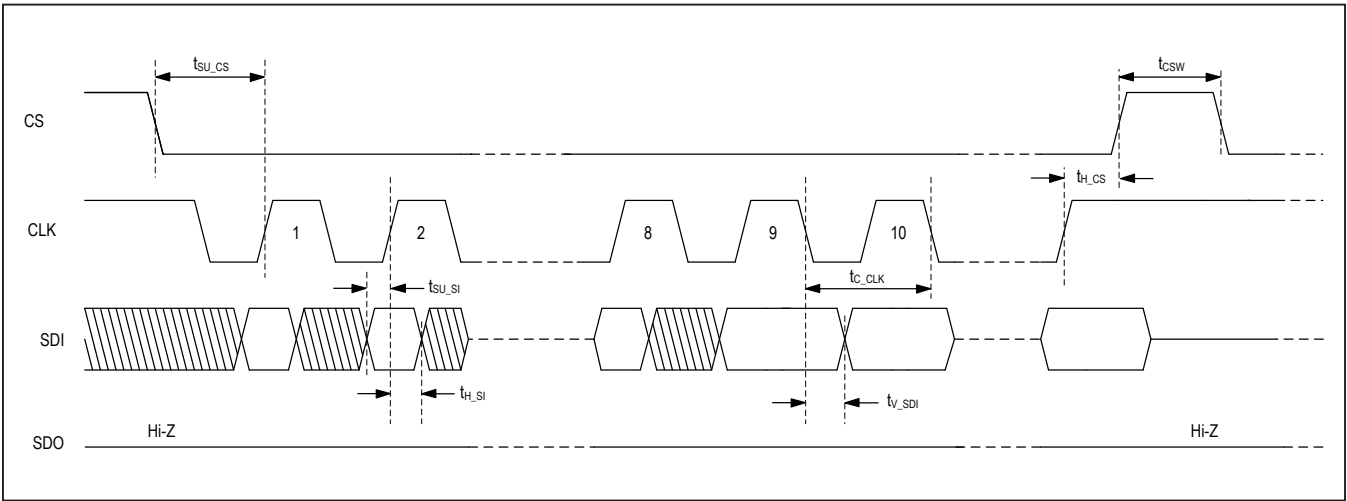 tSU_CS
tCSW
CS
tH_CS
CLK
1
2
8
9
10
tSU_SI
tC_CLK
SDI
tH_SI
tV_SDI
Hi-Z
Hi-Z
SDO